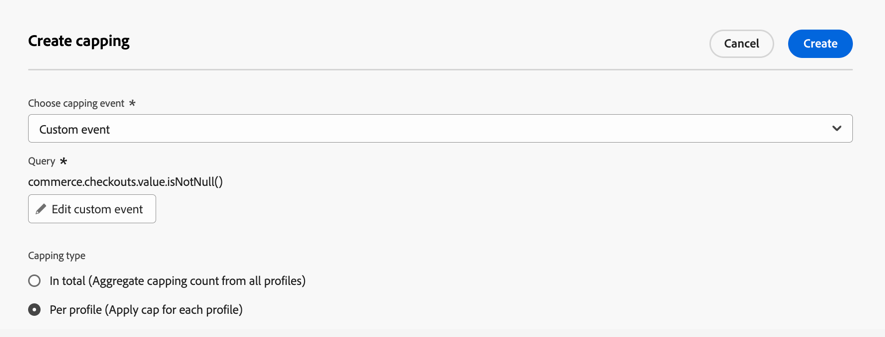 Create capping
Cancel
Create
Choose capping event *
Custom event
Query *
commerce.checkouts.value.isNotNull()
Edit custom event
Capping type
In total (Aggregate capping count from all profiles)
Per profile (Apply cap for each profile)